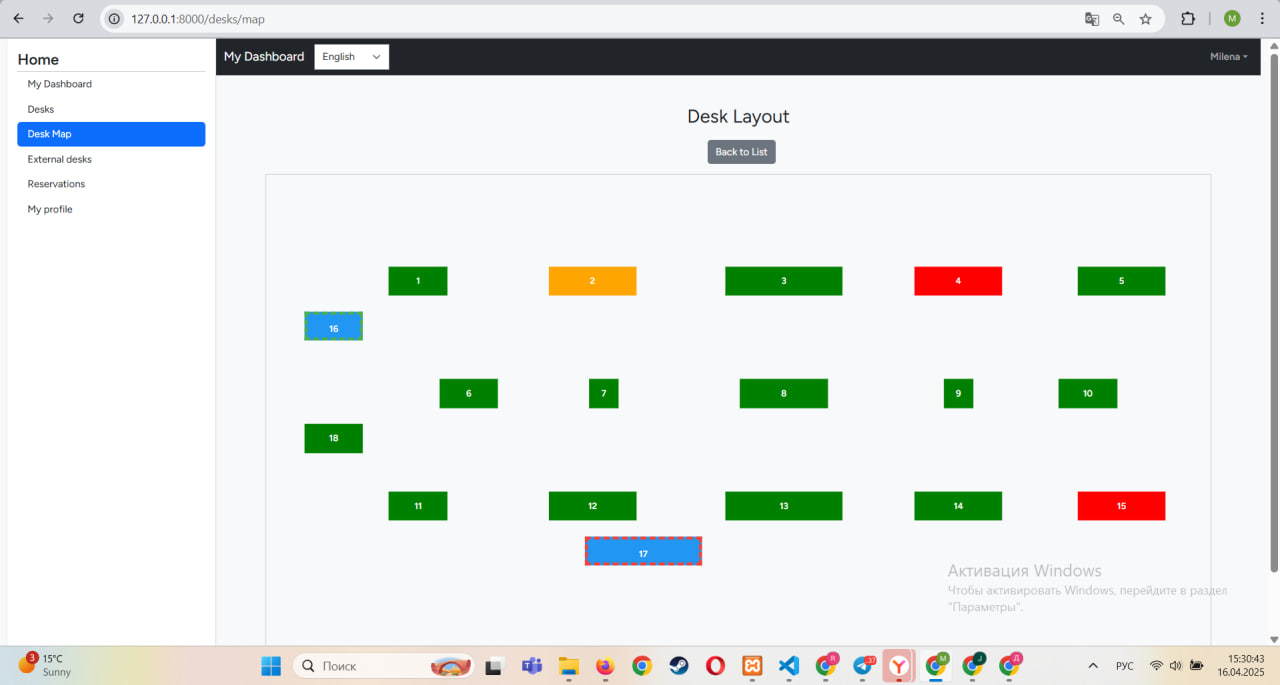 127.0.0.1:8000/desks/map
M
Home
My Dashboard
Desks
Desk Map
External desks
Reservations
My profile
My Dashboard
English
Milena
Desk Layout
Back to List
1
2
3
4
5
16
6
7
8
9
10
18
11
12
13
14
15
17
Активация Windows
Чтобы активировать Windows, перейдите в раздел
"Параметры".
3
15°C
Sunny
Поиск
Я
37
M
J
Д
РУС
15:30:43
16.04.2025